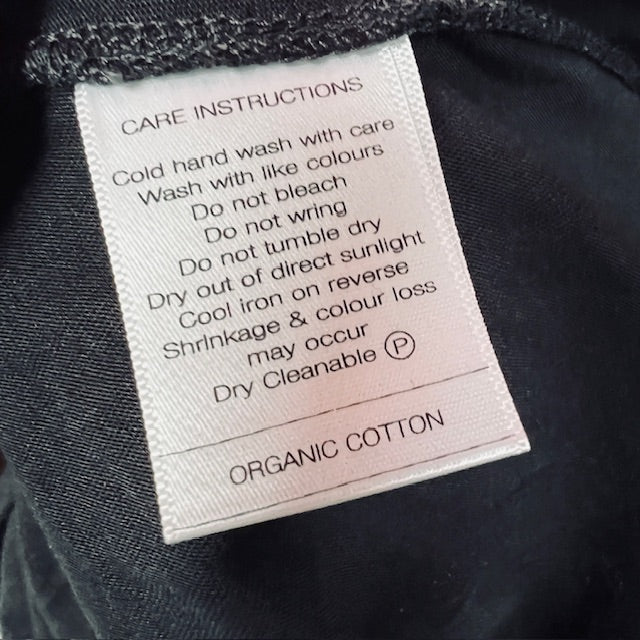 CARE INSTRUCTIONS
Cold hand wash with care
Wash with like colours
Do not bleach
Do not wring
Do not tumble dry
Dry out of direct sunlight
Cool iron on reverse
Shrinkage & colour loss
may occur
Dry Cleanable Ⓟ
ORGANIC COTTON